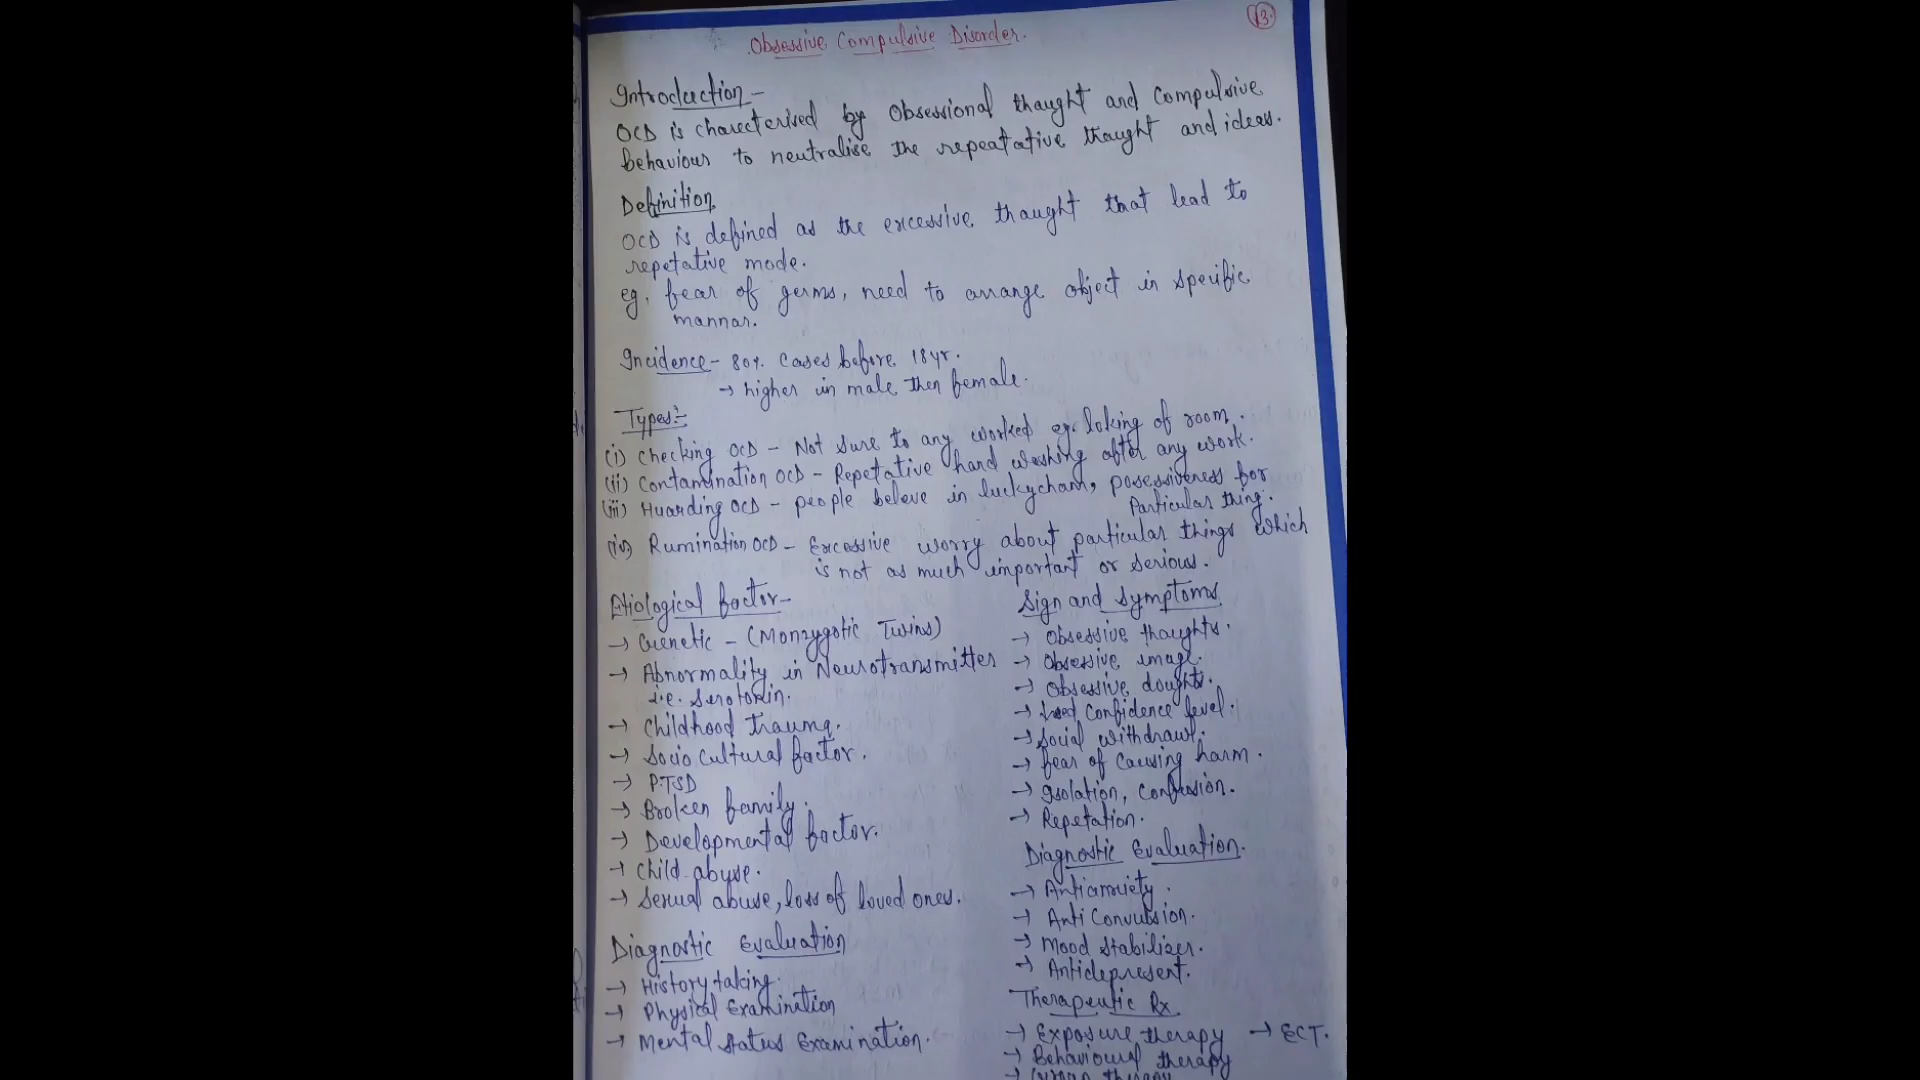 13.
Obsessive Compulsive Disorder.
Introduction -
OCD is charecterised by Obsessional thaught and Compulsive
behaviour to neutralise the repeatative thaught and ideas.
Definition
OCD is defined as the excessive thaught that lead to
repetative mode.
eg. fear of germs, need to arrange object in specific
mannar.
Incidence - 80% Cases before 18yr.
→ higher in male then female.
Types:-
(i) Checking OCD - Not sure to any worked eg. loking of room.
(ii) Contamination OCD - Repetative hand washing after any work.
(iii) Huarding OCD - people beleve in luckycham, posessiveness for
Particular thing.
(iv) Rumination OCD - Excessive worry about particular things which
is not as much important or serious.
Etiological factor -
→ Genetic - (Monzygotic Twins)
→ Abnormality in Neurotransmitter
i.e. Serotonin.
→ Childhood trauma.
→ Socio Cultural factor.
→ PTSD
→ Broken family.
→ Developmental factor.
→ Child abuse.
→ Sexual abuse, loss of loved ones.
Diagnostic Evaluation
→ History taking.
→ Physical Examination
→ Mental status Examination.
Sign and Symptoms
→ Obsessive thaughts.
→ Obsessive image.
→ Obsessive doughts.
→ Confidence level.
→ Social withdrawl.
→ fear of Causing harm.
→ Isolation, Confusion.
→ Repetation.
Diagnostic Evaluation.
→ Antianxiety.
→ Anti Convulsion.
→ Mood Stabilizer.
→ Antidepressent.
Therapeutic Rx
→ Exposure therapy → ECT.
→ Behavioural therapy
→ therapy